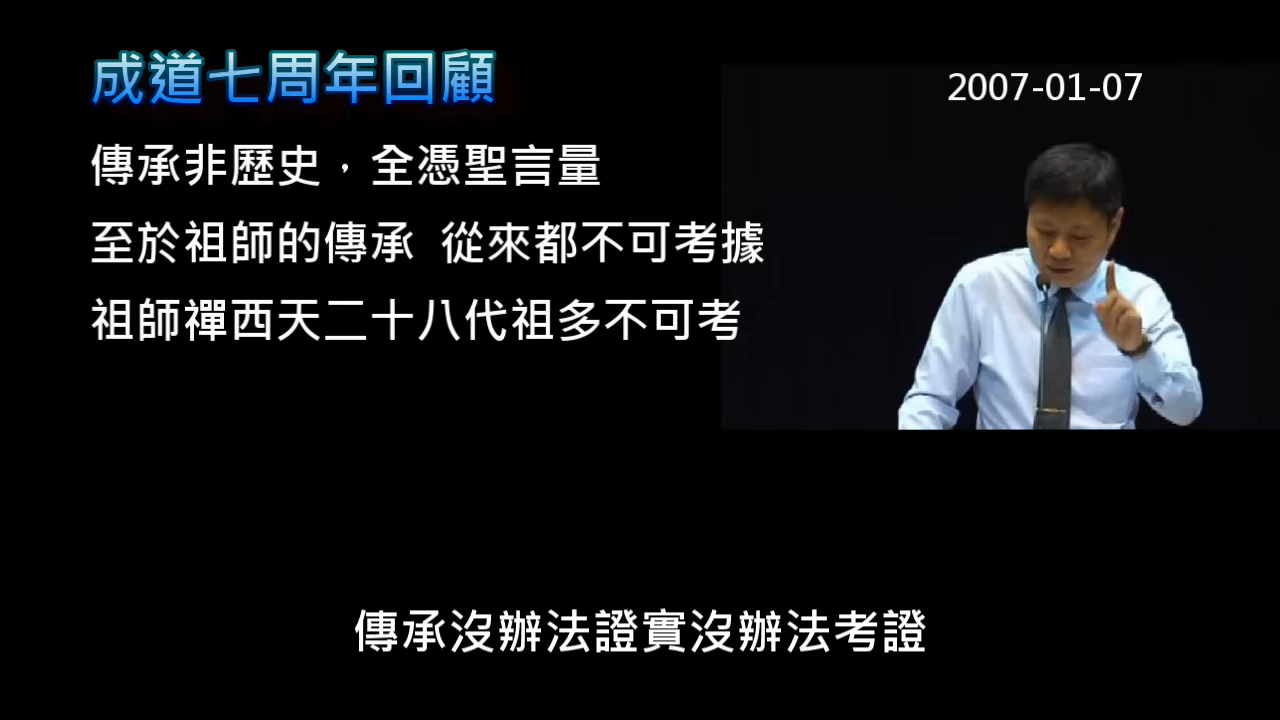 成道七周年回顧
2007-01-07
傳承非歷史，全憑聖言量
至於祖師的傳承 從來都不可考據
祖師禪西天二十八代祖多不可考
傳承沒辦法證實沒辦法考證